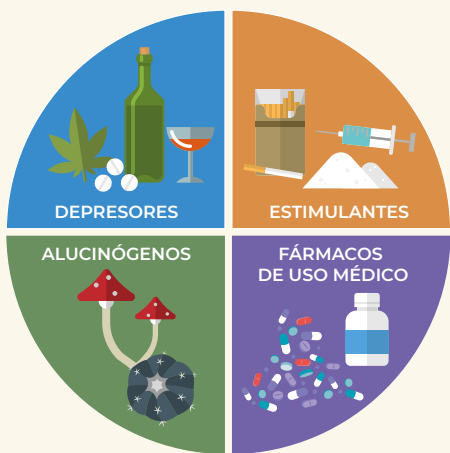 DEPRESORES
ESTIMULANTES
ALUCINÓGENOS
FÁRMACOS
DE USO MÉDICO